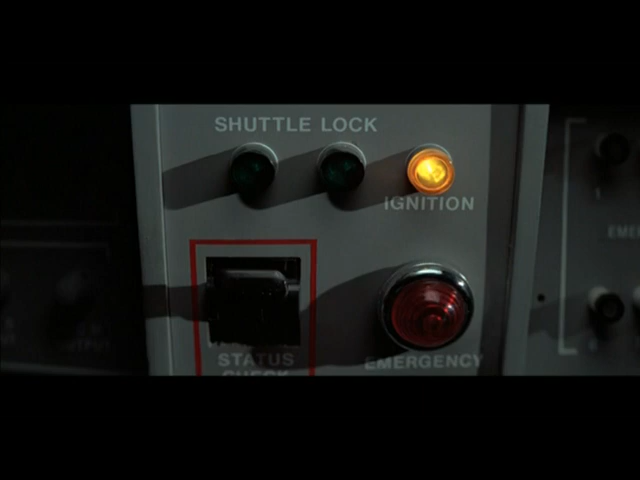 SHUTTLE LOCK
IGNITION
STATUS
CHECK
EMERGENCY